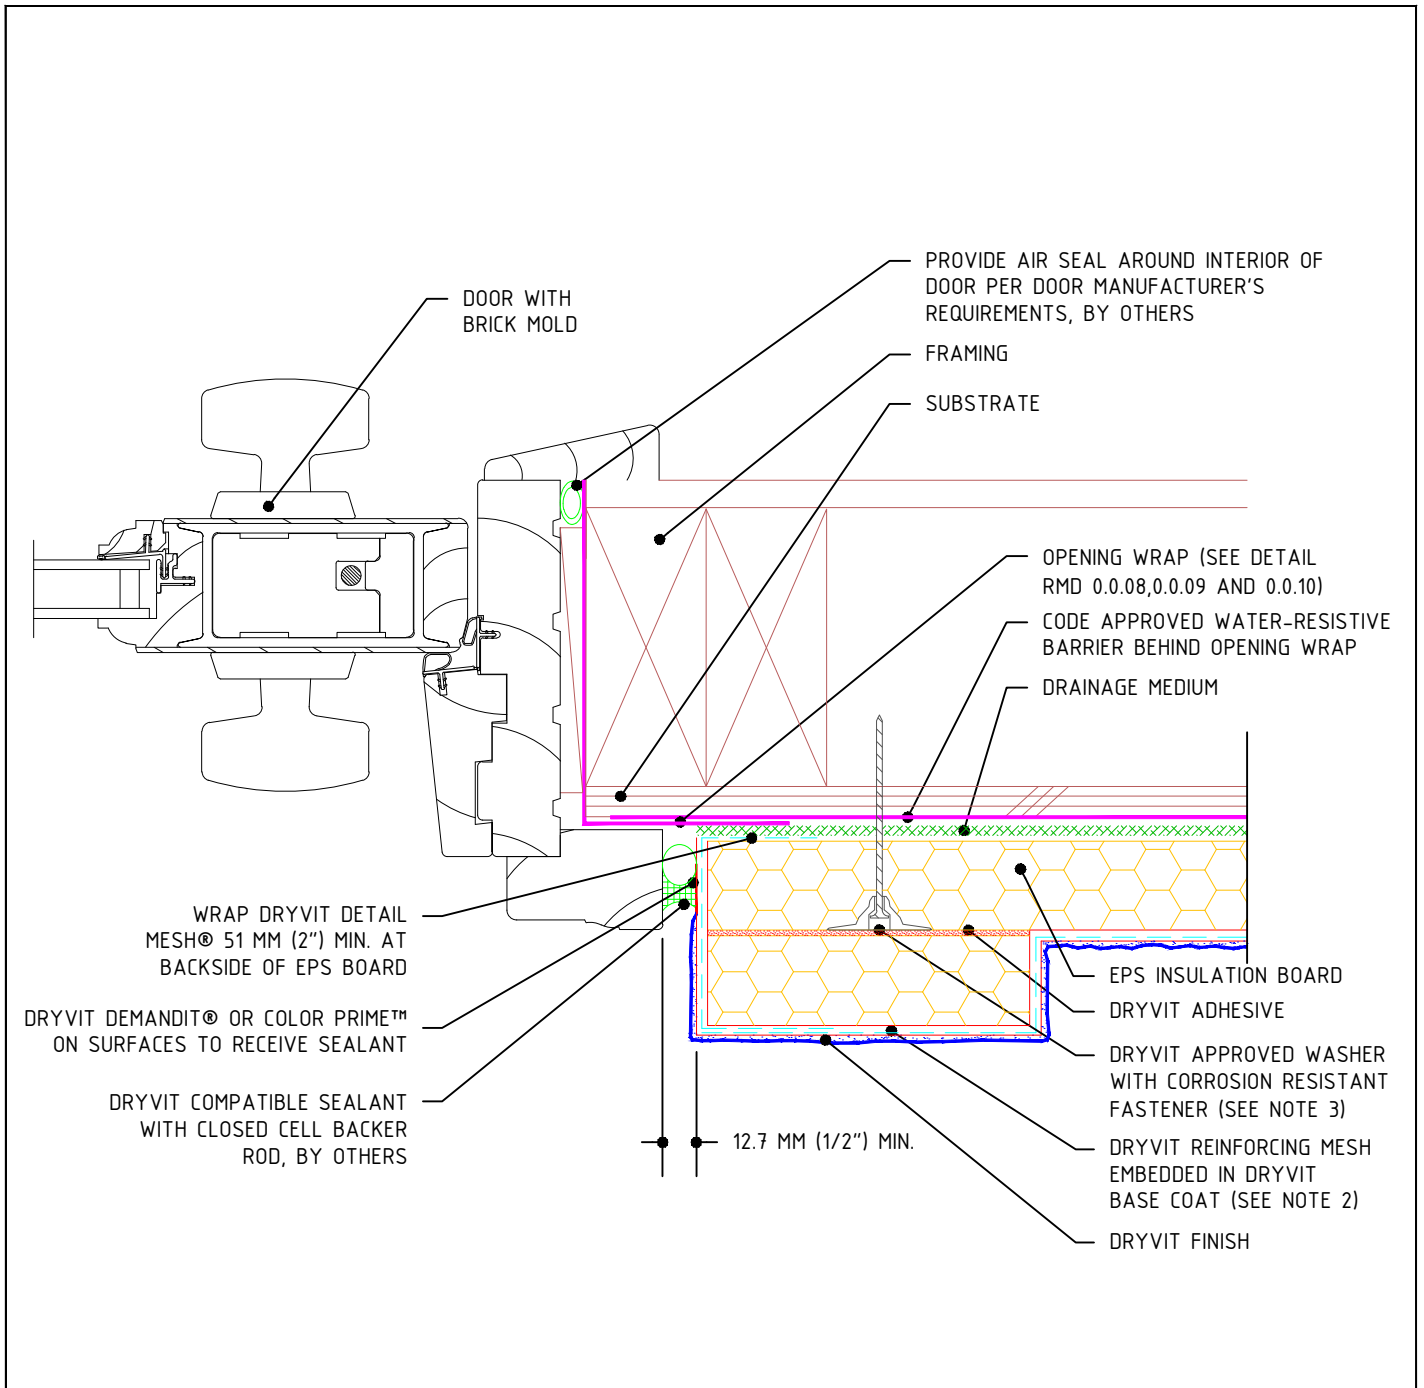 PROVIDE AIR SEAL AROUND INTERIOR OF
DOOR PER DOOR MANUFACTURER'S
REQUIREMENTS, BY OTHERS
DOOR WITH
BRICK MOLD
FRAMING
SUBSTRATE
OPENING WRAP (SEE DETAIL
RMD 0.0.08,0.0.09 AND 0.0.10)
CODE APPROVED WATER-RESISTIVE
BARRIER BEHIND OPENING WRAP
DRAINAGE MEDIUM
WRAP DRYVIT DETAIL
MESH® 51 MM (2") MIN. AT
BACKSIDE OF EPS BOARD
DRYVIT DEMANDIT® OR COLOR PRIME™
ON SURFACES TO RECEIVE SEALANT
DRYVIT COMPATIBLE SEALANT
WITH CLOSED CELL BACKER
ROD, BY OTHERS
12.7 MM (1/2") MIN.
EPS INSULATION BOARD
DRYVIT ADHESIVE
DRYVIT APPROVED WASHER
WITH CORROSION RESISTANT
FASTENER (SEE NOTE 3)
DRYVIT REINFORCING MESH
EMBEDDED IN DRYVIT
BASE COAT (SEE NOTE 2)
DRYVIT FINISH